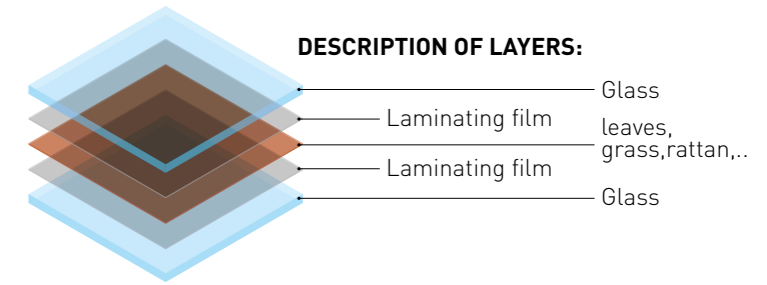 DESCRIPTION OF LAYERS:
Glass
Laminating film
leaves,
grass,rattan,..
Laminating film
Glass